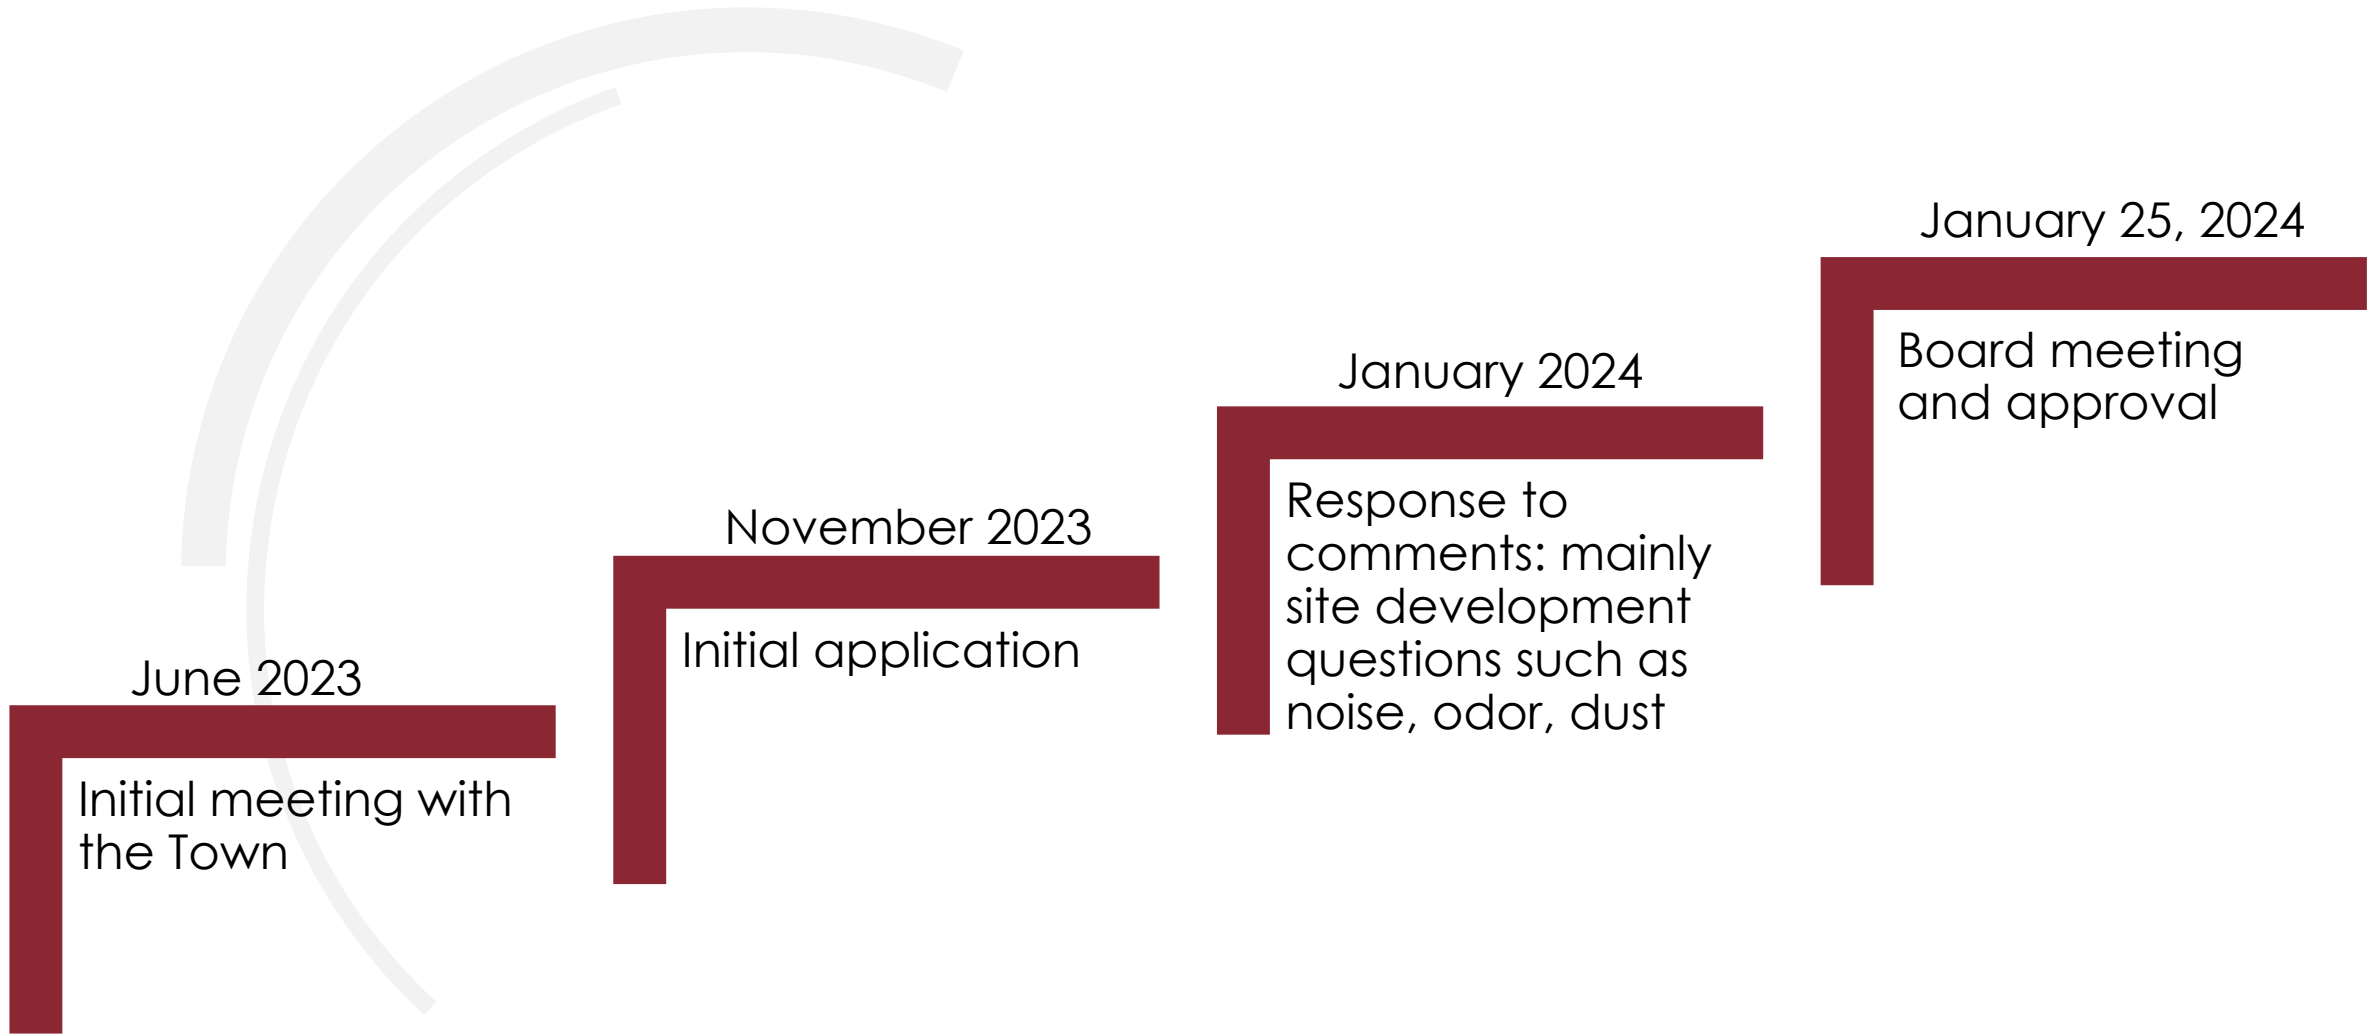 June 2023
Initial meeting with
the Town
November 2023
Initial application
January 2024
Response to
comments: mainly
site development
questions such as
noise, odor, dust
January 25, 2024
Board meeting
and approval